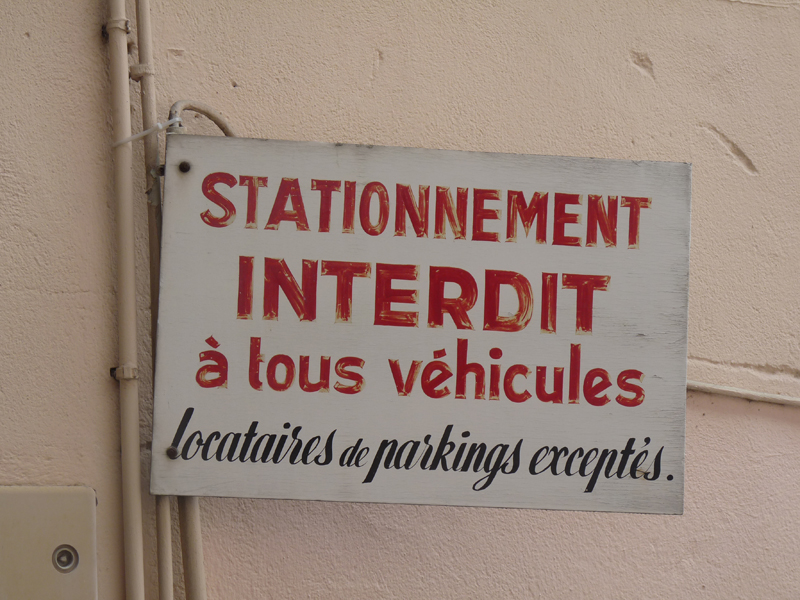 STATIONNEMENT
INTERDIT
à tous véhicules
locataires de parkings exceptés.